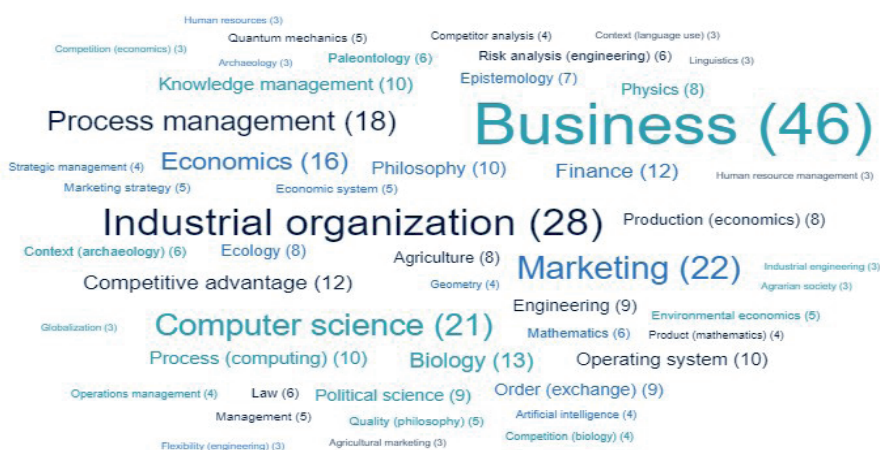 Human resources (3)
Quantum mechanics (5) Competitor analysis (4) Context (language use) (3)
Competition (economics) (3) Archaeology (3) Paleontology (6) Risk analysis (engineering) (6) Linguistics (3)
Knowledge management (10) Epistemology (7) Physics (8)
Process management (18) Business (46)
Strategic management (4) Economics (16) Philosophy (10) Finance (12) Human resource management (3)
Marketing strategy (5) Economic system (5)
Industrial organization (28) Production (economics) (8)
Context (archaeology) (6) Ecology (8) Agriculture (8) Marketing (22) Industrial engineering (3)
Competitive advantage (12) Geometry (4) Agrarian society (3)
Engineering (9) Environmental economics (5)
Globalization (3) Computer science (21) Mathematics (6) Product (mathematics) (4)
Process (computing) (10) Biology (13) Operating system (10)
Operations management (4) Law (6) Political science (9) Order (exchange) (9)
Management (5) Quality (philosophy) (5) Artificial intelligence (4)
Flexibility (engineering) (3) Agricultural marketing (3) Competition (biology) (4)